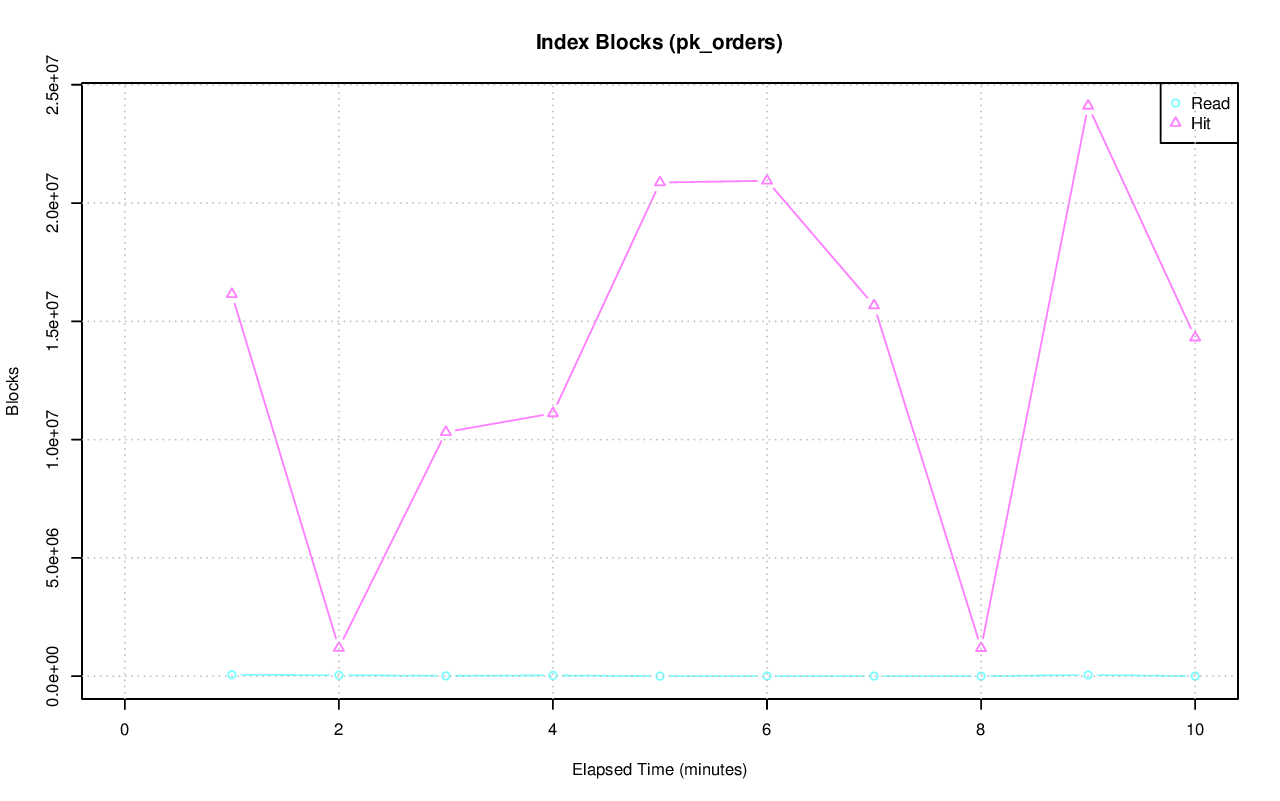 Index Blocks (pk_orders)
Read
Hit
Blocks
2.5e+07
2.0e+07
1.5e+07
1.0e+07
5.0e+06
0.0e+00
0 2 4 6 8 10
Elapsed Time (minutes)